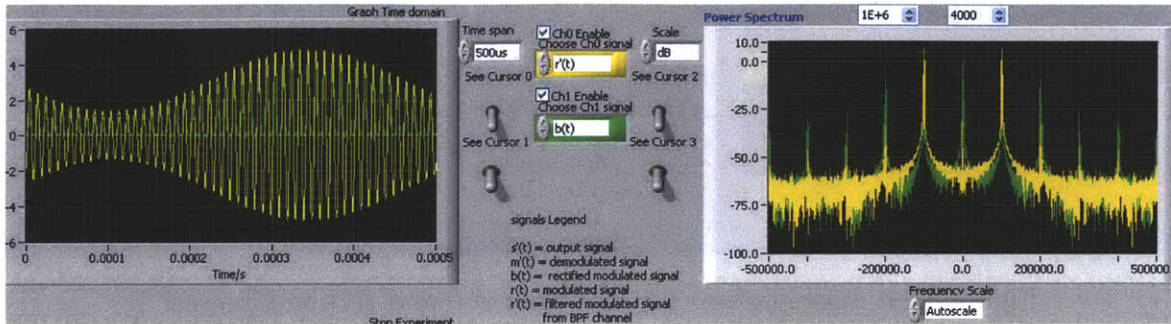 Graph Time domain
6
4
2
0
-2
-4
-6
0
0.0001
0.0002
0.0003
0.0004
0.0005
Time/s
Time span
500us
See Cursor 0
See Cursor 1
Ch0 Enable
Choose Ch0 signal
r'(t)
Ch1 Enable
Choose Ch1 signal
b(t)
Scale
dB
See Cursor 2
See Cursor 3
signals Legend
s'(t) = output signal
m'(t) = demodulated signal
b(t) = rectified modulated signal
r(t) = modulated signal
r'(t) = filtered modulated signal
from BPF channel
Stop Experiment
Power Spectrum
1E+6
4000
10.0
0.0
-25.0
-50.0
-75.0
-100.0
-500000.0
-200000.0
0.0
200000.0
500000
Frequency Scale
Autoscale